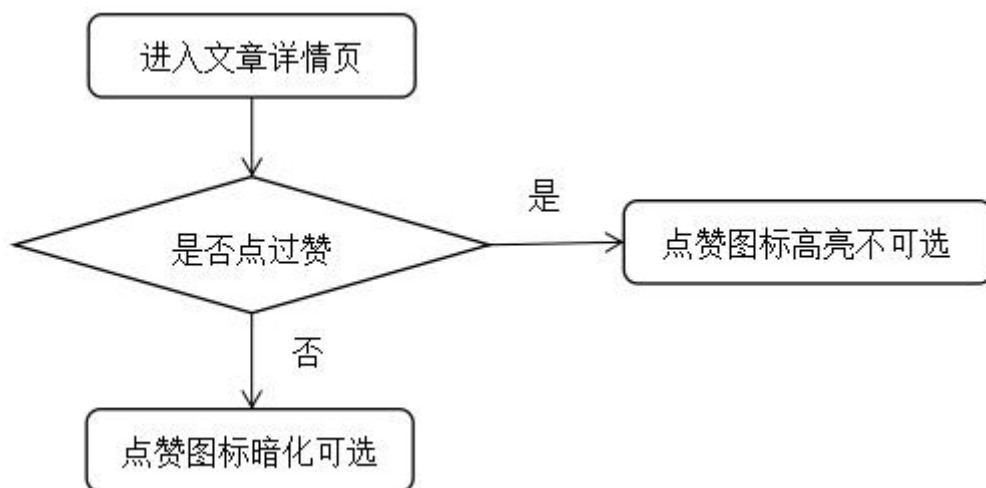 进入文章详情页
是否点过赞
是
点赞图标高亮不可选
否
点赞图标暗化可选